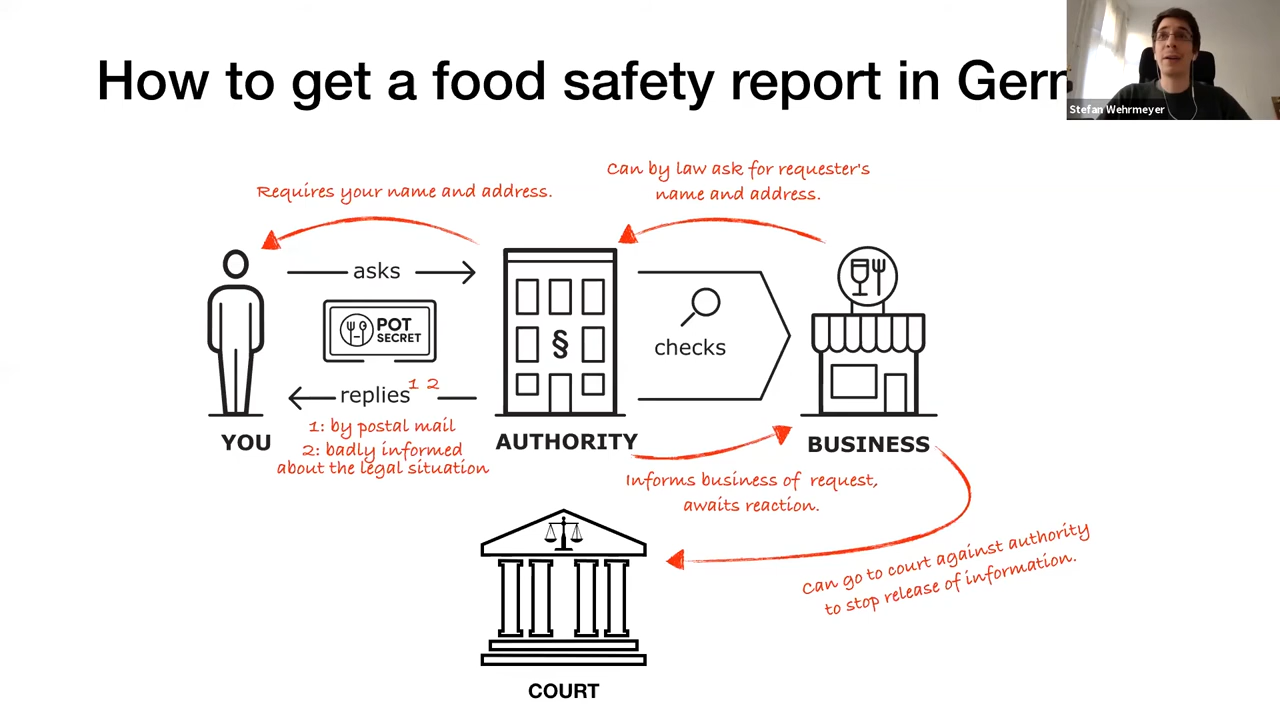 How to get a food safety report in Ger
Stefan Wehrmeyer
Can by law ask for requester's
name and address.
Requires your name and address.
asks
POT
SECRET
§
checks
replies 1 2
1: by postal mail
2: badly informed
about the legal situation
YOU
AUTHORITY
BUSINESS
Informs business of request,
awaits reaction.
Can go to court against authority
to stop release of information.
COURT